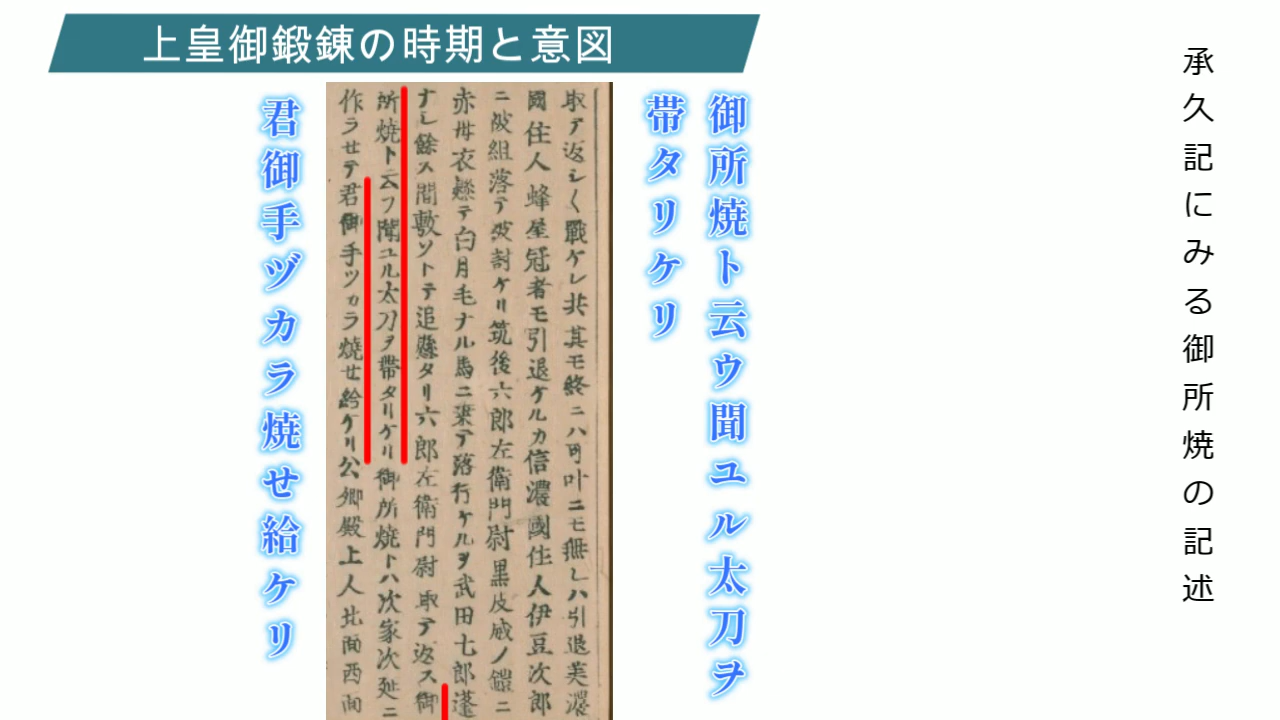 上皇御鍛錬の時期と意図
承久記にみる御所焼の記述
御所焼ト云ウ聞ユル太刀ヲ
帯タリケリ
取テ返シ〱戰ケレ共其モ終ニハ可叶ニモ無レハ引退美濃
國住人蜂屋冠者モ引退ケルカ信濃國住人伊豆次郎
ニ被組落テ被討ケリ筑後六郎左衛門尉黒皮威ノ鎧ニ
赤母衣懸テ白月毛ナル馬ニ乗テ落行ケルヲ武田七郎蓬
ナレ餘ス間敷ソトテ追懸タリ六郎左衛門尉取テ返ス御
所焼ト云フ聞ユル太刀ヲ帯タリケリ御所焼トハ次家次延ニ
作ラせテ君御手ツカラ焼せ給ケリ公卿殿上人北面西面
君御手ヅカラ焼せ給ケリ